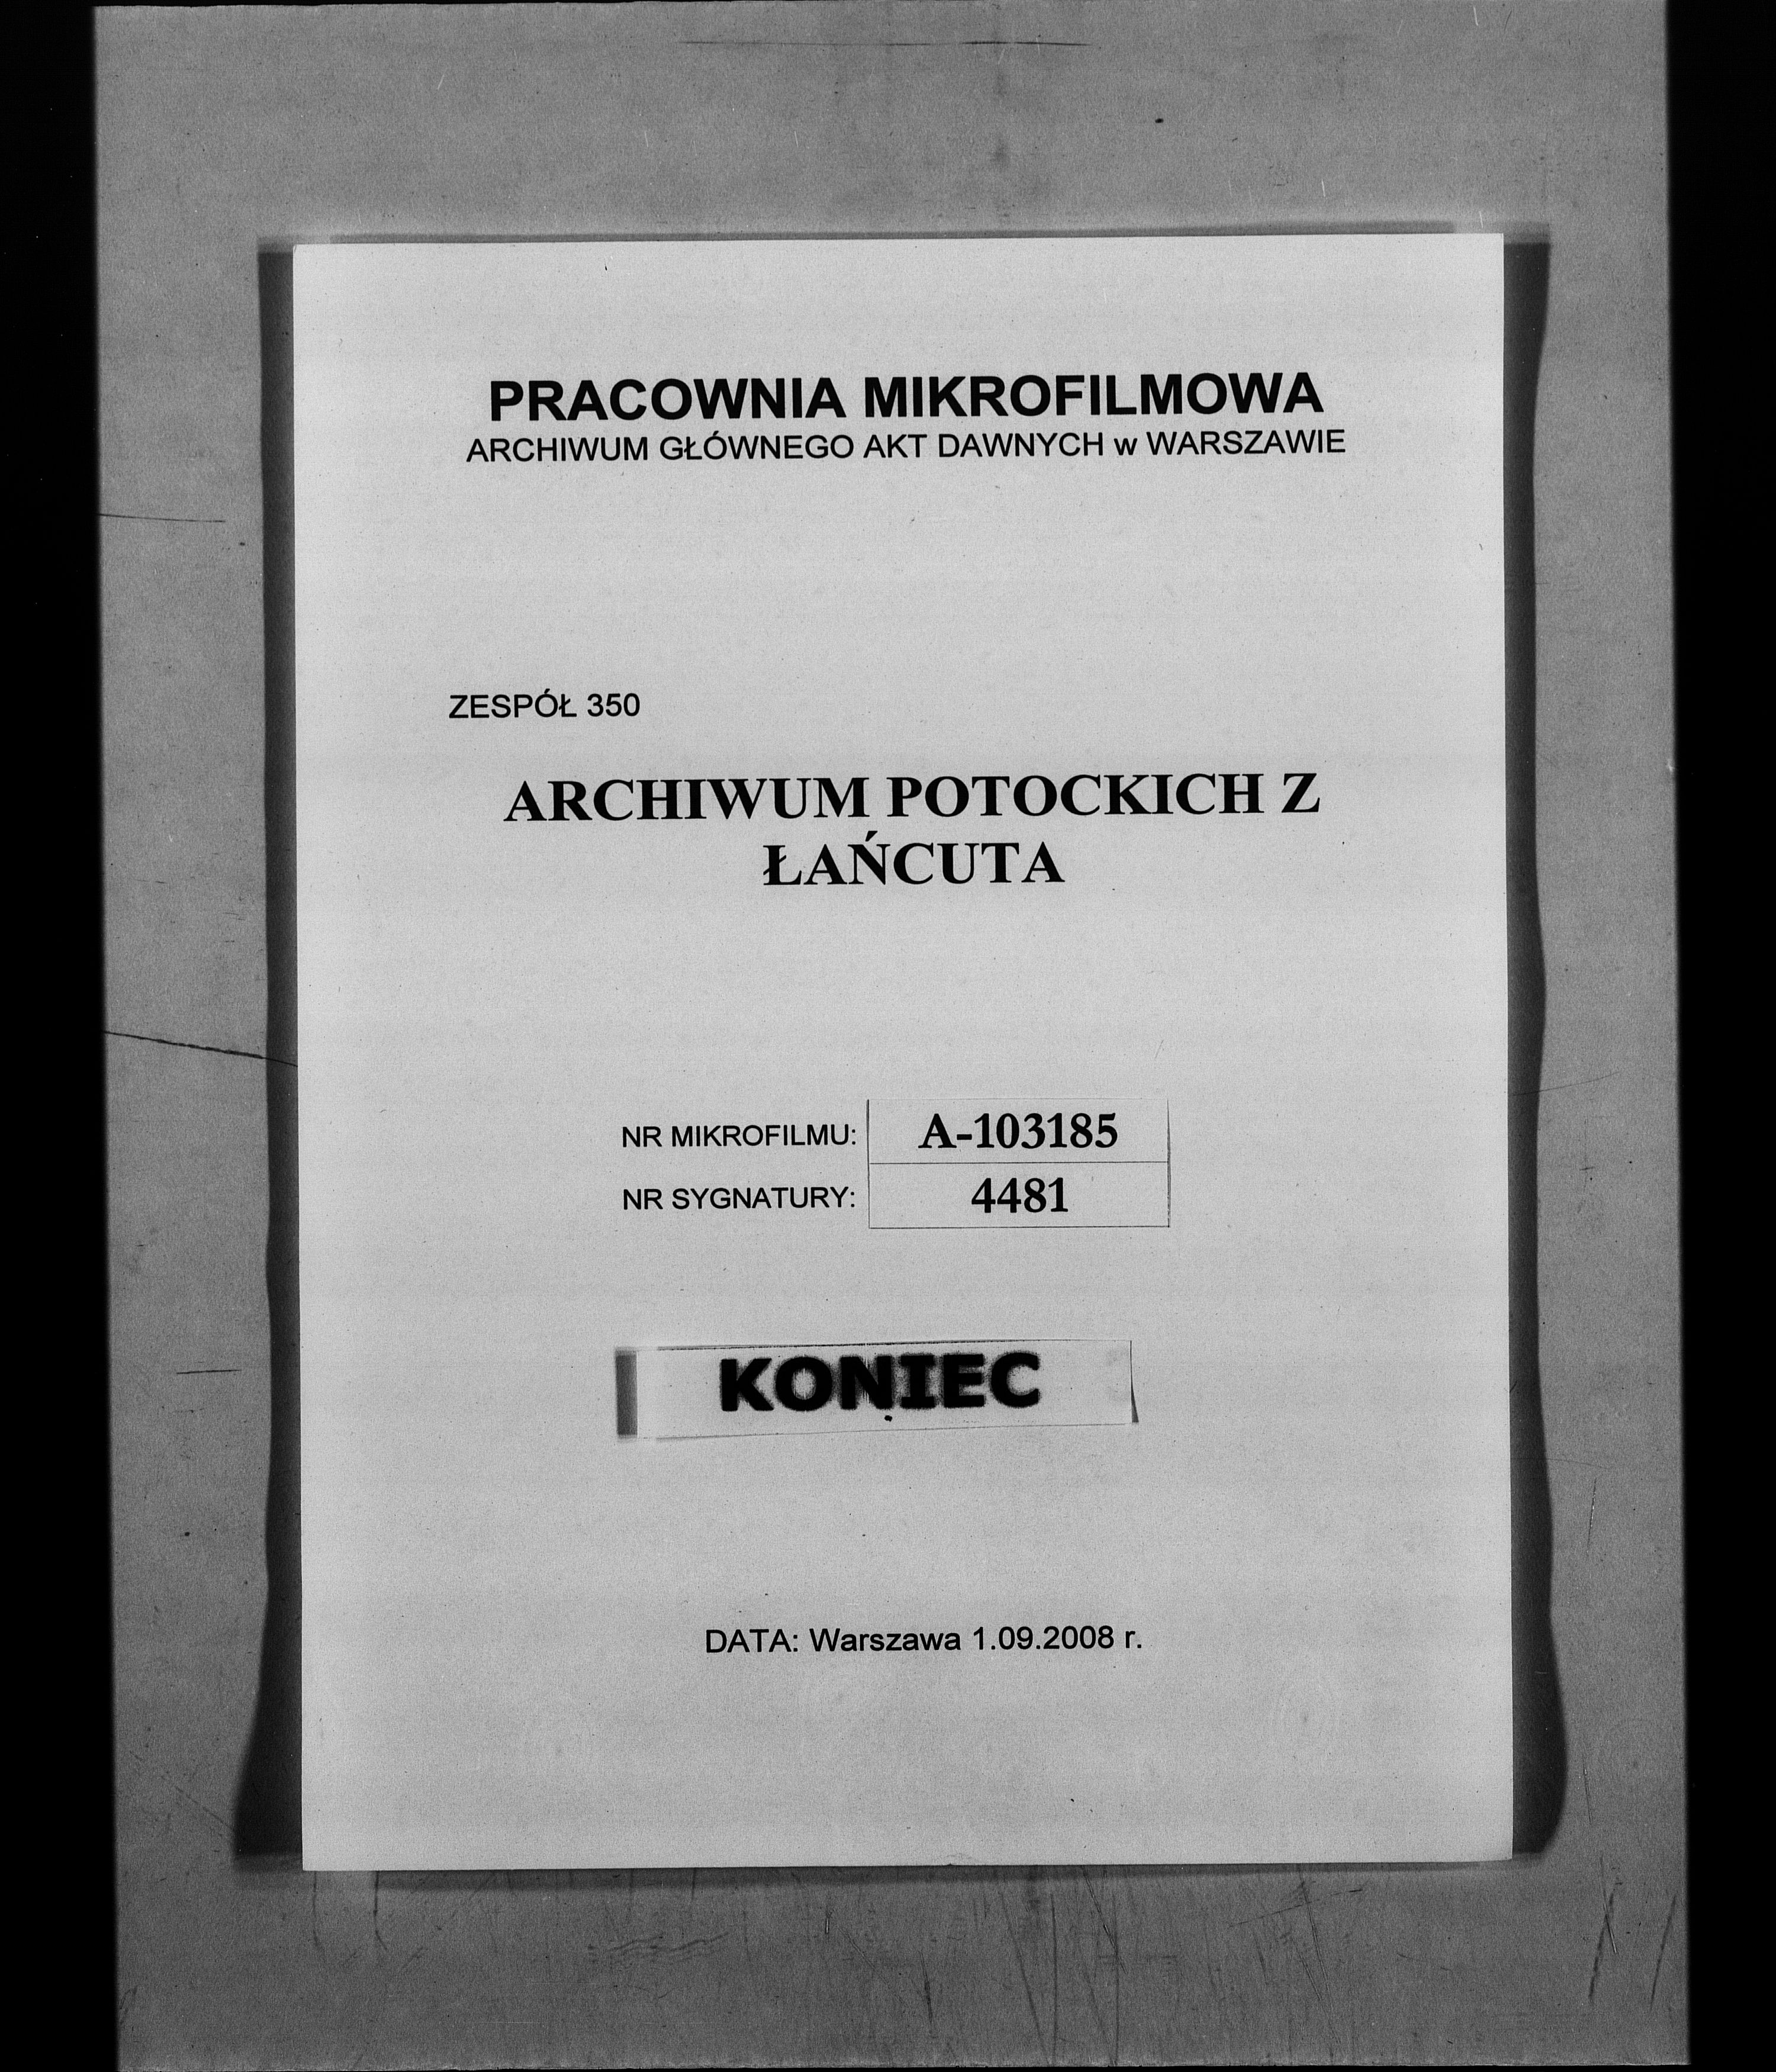 PRACOWNIA MIKROFILMOWA
ARCHIWUM GŁÓWNEGO AKT DAWNYCH w WARSZAWIE
ZESPÓŁ 350
ARCHIWUM POTOCKICH Z
ŁAŃCUTA
NR MIKROFILMU: A-103185
NR SYGNATURY: 4481
KONIEC
DATA: Warszawa 1.09.2008 r.